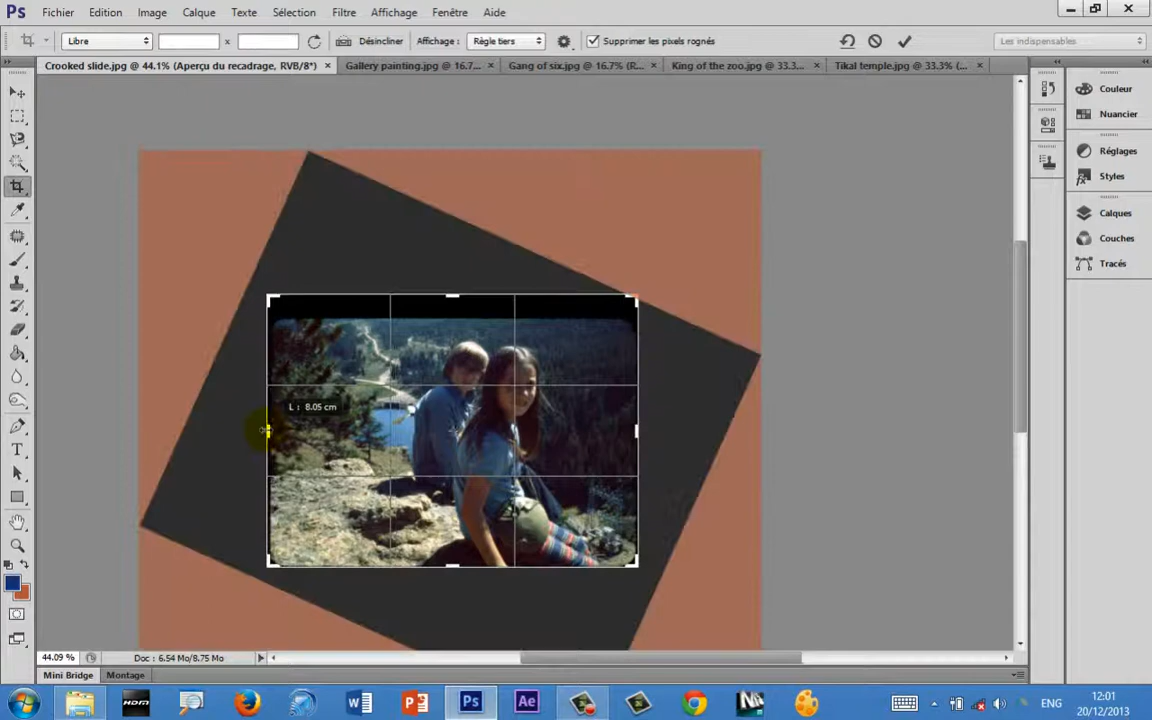 Ps Fichier Edition Image Calque Texte Sélection Filtre Affichage Fenêtre Aide
Libre x Désincliner Affichage : Règle tiers Supprimer les pixels rognés Les indispensables
Crooked slide.jpg @ 44.1% (Aperçu du recadrage, RVB/8*) × Gallery painting.jpg @ 16.7... × Gang of six.jpg @ 16.7% (R... × King of the zoo.jpg @ 33.3... × Tikal temple.jpg @ 33.3% (... ×
Couleur
Nuancier
Réglages
Styles
Calques
Couches
Tracés
L : 8.05 cm
44.09 % Doc : 6.54 Mo/8.75 Mo
Mini Bridge Montage
HDMI W P Ps Ae N ENG 12:01
20/12/2013